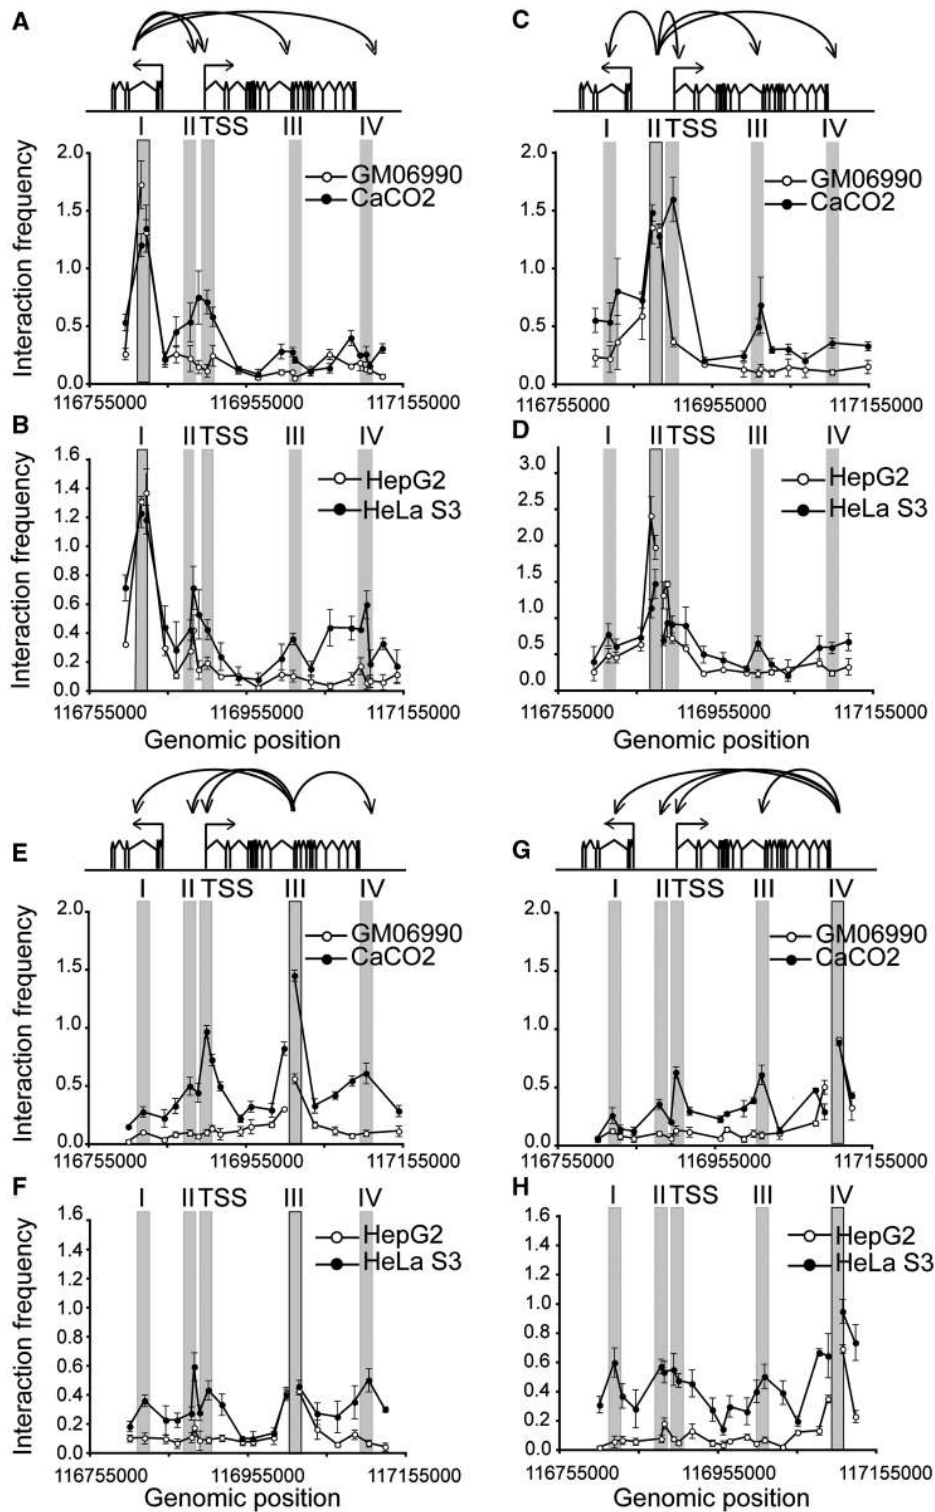 A
I II TSS III IV
2.0
GM06990
CaCO2
1.5
1.0
0.5
0.0
Interaction frequency
116755000 116955000 117155000
B
I II TSS III IV
1.6
HepG2
1.4
HeLa S3
1.2
1.0
0.8
0.6
0.4
0.2
0.0
Interaction frequency
116755000 116955000 117155000
Genomic position
C
I II TSS III IV
2.0
GM06990
CaCO2
1.5
1.0
0.5
0.0
116755000 116955000 117155000
D
I II TSS III IV
3.0
HepG2
2.5
HeLa S3
2.0
1.5
1.0
0.5
0.0
116755000 116955000 117155000
Genomic position
E
I II TSS III IV
2.0
GM06990
CaCO2
1.5
1.0
0.5
0.0
Interaction frequency
116755000 116955000 117155000
F
I II TSS III IV
1.6
HepG2
1.4
HeLa S3
1.2
1.0
0.8
0.6
0.4
0.2
0.0
Interaction frequency
116755000 116955000 117155000
Genomic position
G
I II TSS III IV
2.0
GM06990
CaCO2
1.5
1.0
0.5
0.0
116755000 116955000 117155000
H
I II TSS III IV
1.6
HepG2
1.4
HeLa S3
1.2
1.0
0.8
0.6
0.4
0.2
0.0
116755000 116955000 117155000
Genomic position